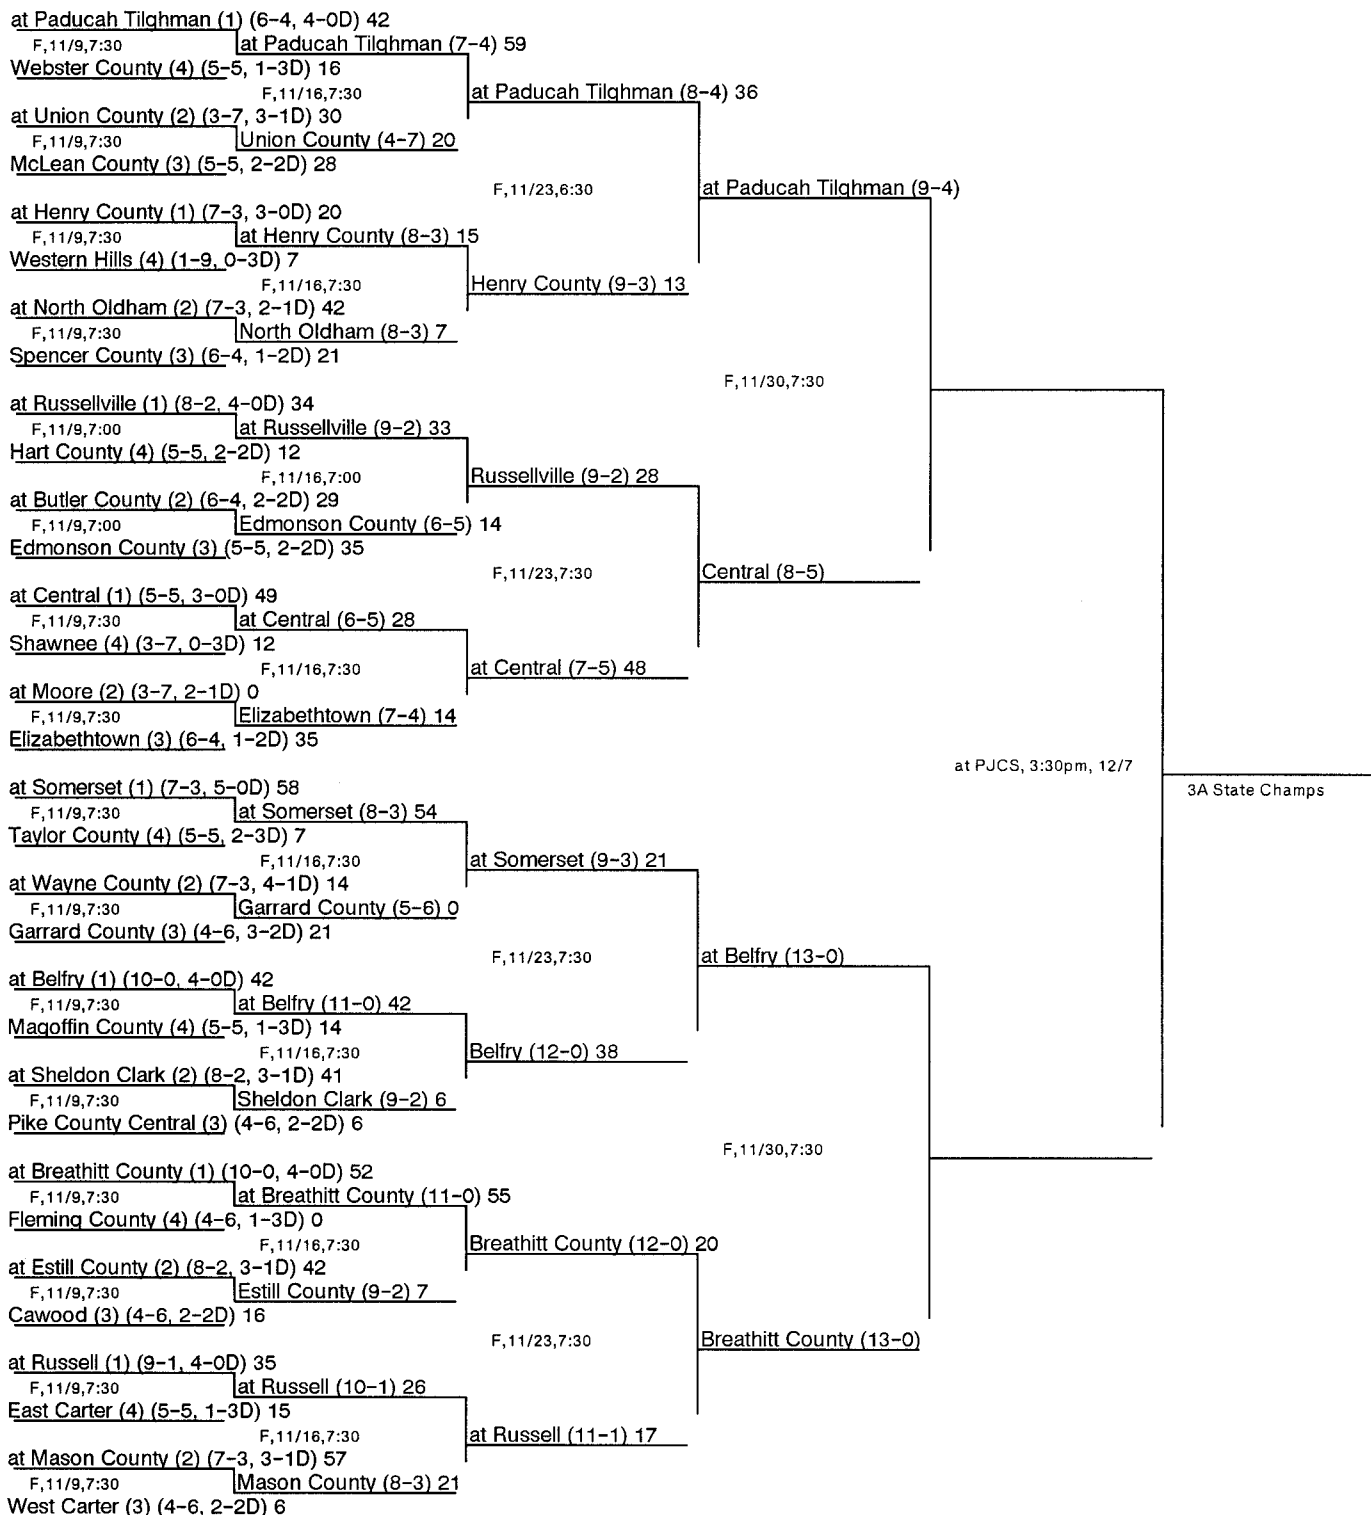 at Paducah Tilghman (1) (6-4, 4-0D) 42
F,11/9,7:30
at Paducah Tilghman (7-4) 59
Webster County (4) (5-5, 1-3D) 16
F,11/16,7:30
at Paducah Tilghman (8-4) 36
at Union County (2) (3-7, 3-1D) 30
F,11/9,7:30
Union County (4-7) 20
McLean County (3) (5-5, 2-2D) 28
F,11/23,6:30
at Paducah Tilghman (9-4)
at Henry County (1) (7-3, 3-0D) 20
F,11/9,7:30
at Henry County (8-3) 15
Western Hills (4) (1-9, 0-3D) 7
F,11/16,7:30
Henry County (9-3) 13
at North Oldham (2) (7-3, 2-1D) 42
F,11/9,7:30
North Oldham (8-3) 7
Spencer County (3) (6-4, 1-2D) 21
F,11/30,7:30
at Russellville (1) (8-2, 4-0D) 34
F,11/9,7:00
at Russellville (9-2) 33
Hart County (4) (5-5, 2-2D) 12
F,11/16,7:00
Russellville (9-2) 28
at Butler County (2) (6-4, 2-2D) 29
F,11/9,7:00
Edmonson County (6-5) 14
Edmonson County (3) (5-5, 2-2D) 35
F,11/23,7:30
Central (8-5)
at Central (1) (5-5, 3-0D) 49
F,11/9,7:30
at Central (6-5) 28
Shawnee (4) (3-7, 0-3D) 12
F,11/16,7:30
at Central (7-5) 48
at Moore (2) (3-7, 2-1D) 0
F,11/9,7:30
Elizabethtown (7-4) 14
Elizabethtown (3) (6-4, 1-2D) 35
at PJCS, 3:30pm, 12/7
3A State Champs
at Somerset (1) (7-3, 5-0D) 58
F,11/9,7:30
at Somerset (8-3) 54
Taylor County (4) (5-5, 2-3D) 7
F,11/16,7:30
at Somerset (9-3) 21
at Wayne County (2) (7-3, 4-1D) 14
F,11/9,7:30
Garrard County (5-6) 0
Garrard County (3) (4-6, 3-2D) 21
F,11/23,7:30
at Belfry (13-0)
at Belfry (1) (10-0, 4-0D) 42
F,11/9,7:30
at Belfry (11-0) 42
Magoffin County (4) (5-5, 1-3D) 14
F,11/16,7:30
Belfry (12-0) 38
at Sheldon Clark (2) (8-2, 3-1D) 41
F,11/9,7:30
Sheldon Clark (9-2) 6
Pike County Central (3) (4-6, 2-2D) 6
F,11/30,7:30
at Breathitt County (1) (10-0, 4-0D) 52
F,11/9,7:30
at Breathitt County (11-0) 55
Fleming County (4) (4-6, 1-3D) 0
F,11/16,7:30
Breathitt County (12-0) 20
at Estill County (2) (8-2, 3-1D) 42
F,11/9,7:30
Estill County (9-2) 7
Cawood (3) (4-6, 2-2D) 16
F,11/23,7:30
Breathitt County (13-0)
at Russell (1) (9-1, 4-0D) 35
F,11/9,7:30
at Russell (10-1) 26
East Carter (4) (5-5, 1-3D) 15
F,11/16,7:30
at Russell (11-1) 17
at Mason County (2) (7-3, 3-1D) 57
F,11/9,7:30
Mason County (8-3) 21
West Carter (3) (4-6, 2-2D) 6